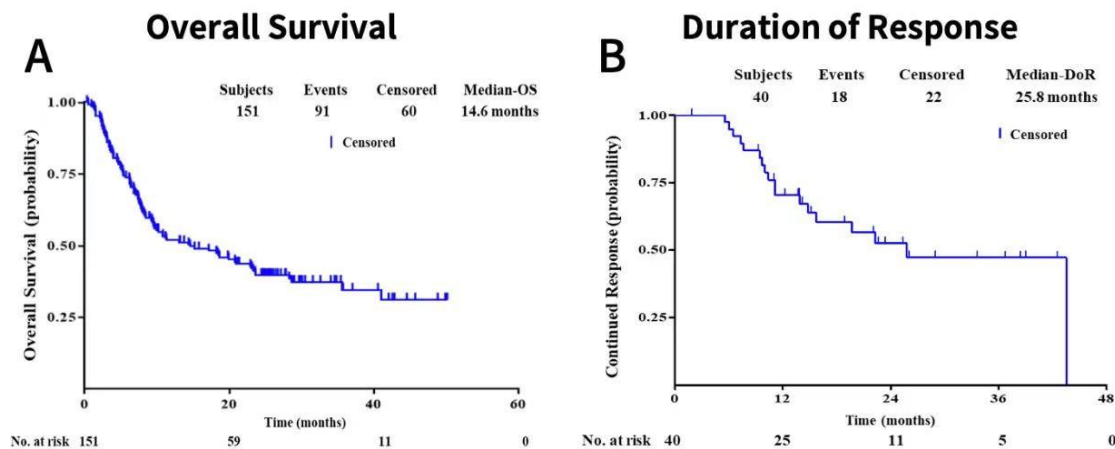 Overall Survival
A
Subjects Events Censored Median-OS
151 91 60 14.6 months
Censored
Overall Survival (probability)
1.00
0.75
0.50
0.25
0 20 40 60
Time (months)
No. at risk 151 59 11 0
Duration of Response
B
Subjects Events Censored Median-DoR
40 18 22 25.8 months
Censored
Continued Response (probability)
1.00
0.75
0.50
0.25
0 12 24 36 48
Time (months)
No. at risk 40 25 11 5 0